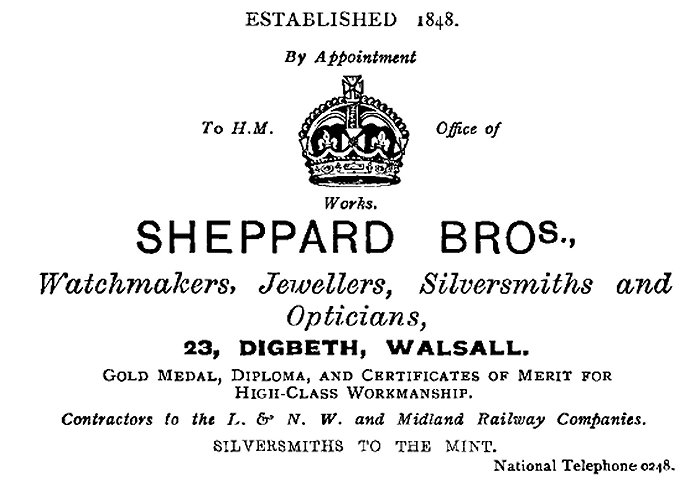 ESTABLISHED 1848.
By Appointment
To H.M. Office of
Works.
SHEPPARD BROS.,
Watchmakers, Jewellers, Silversmiths and
Opticians,
23, DIGBETH, WALSALL.
GOLD MEDAL, DIPLOMA, AND CERTIFICATES OF MERIT FOR
HIGH-CLASS WORKMANSHIP.
Contractors to the L. & N. W. and Midland Railway Companies.
SILVERSMITHS TO THE MINT.
National Telephone 0248.